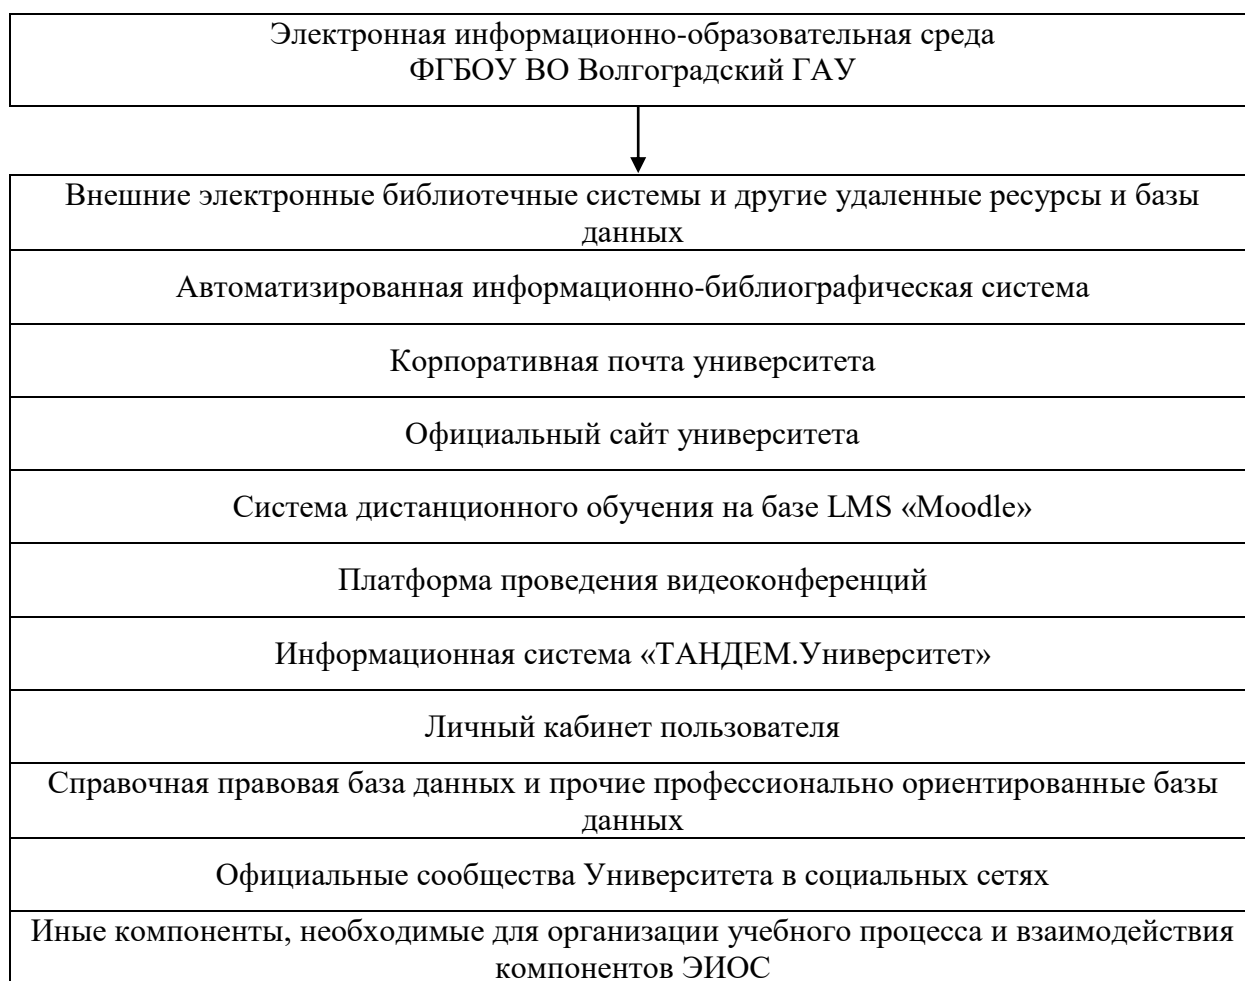 Электронная информационно-образовательная среда
ФГБОУ ВО Волгоградский ГАУ
Внешние электронные библиотечные системы и другие удаленные ресурсы и базы
данных
Автоматизированная информационно-библиографическая система
Корпоративная почта университета
Официальный сайт университета
Система дистанционного обучения на базе LMS «Moodle»
Платформа проведения видеоконференций
Информационная система «ТАНДЕМ.Университет»
Личный кабинет пользователя
Справочная правовая база данных и прочие профессионально ориентированные базы
данных
Официальные сообщества Университета в социальных сетях
Иные компоненты, необходимые для организации учебного процесса и взаимодействия
компонентов ЭИОС